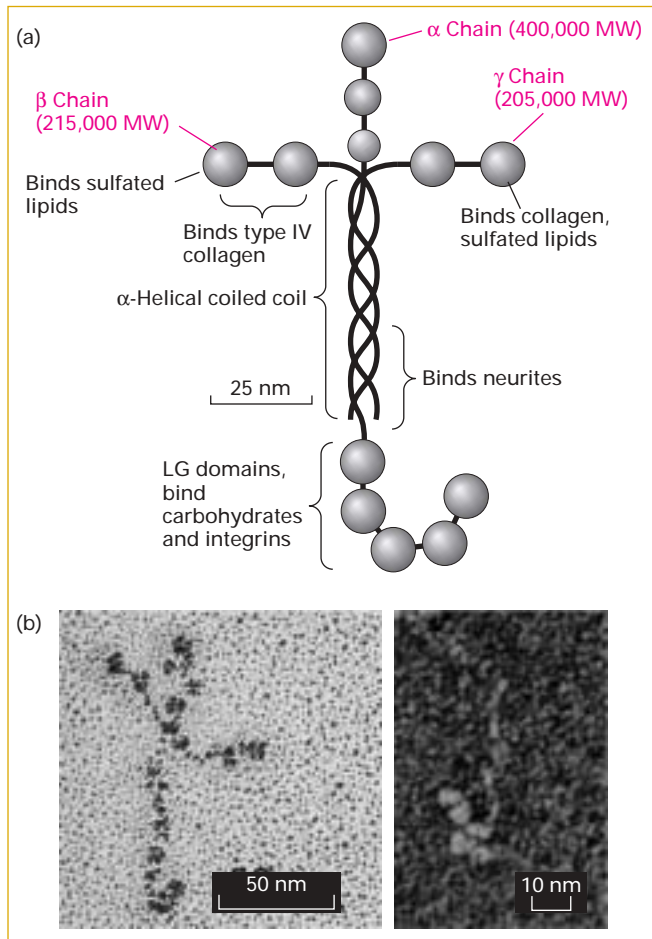 (a)
α Chain (400,000 MW)
β Chain
(215,000 MW)
γ Chain
(205,000 MW)
Binds sulfated
lipids
Binds type IV
collagen
Binds collagen,
sulfated lipids
α-Helical coiled coil
25 nm
Binds neurites
LG domains,
bind
carbohydrates
and integrins
(b)
50 nm
10 nm